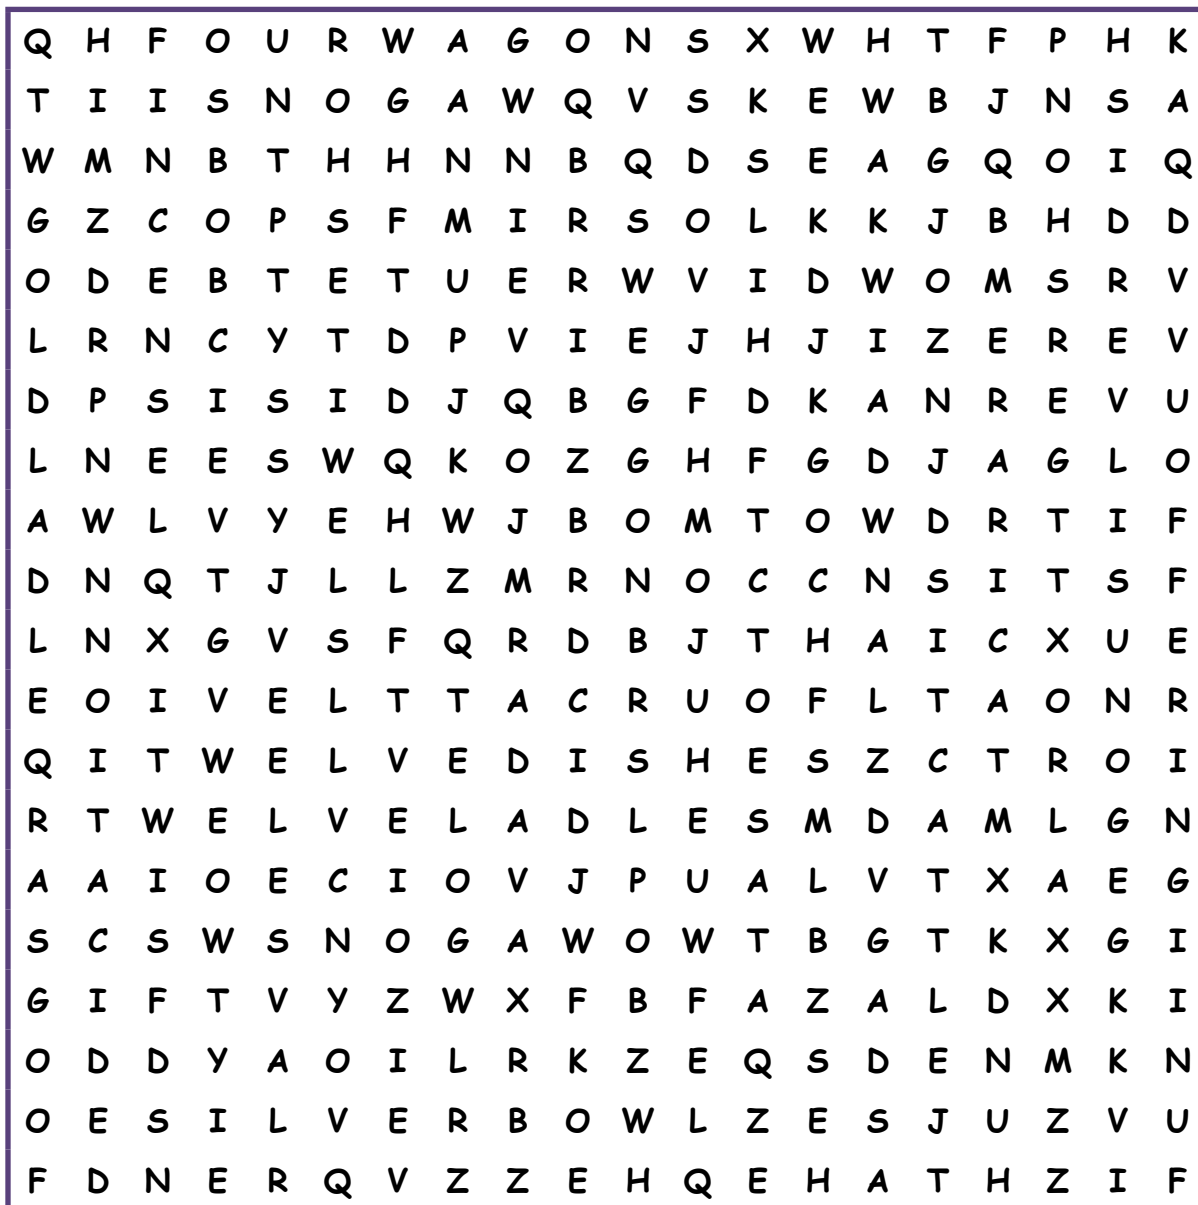 Q H F O U R W A G O N S X W H T F P H K
T I I S N O G A W Q V S K E W B J N S A
W M N B T H H N N B Q D S E A G Q O I Q
G Z C O P S F M I R S O L K K J B H D D
O D E B T E T U E R W V I D W O M S R V
L R N C Y T D P V I E J H J I Z E R E V
D P S I S I D J Q B G F D K A N R E V U
L N E E S W Q K O Z G H F G D J A G L O
A W L V Y E H W J B O M T O W D R T I F
D N Q T J L L Z M R N O C C N S I T S F
L N X G V S F Q R D B J T H A I C X U E
E O I V E L T T A C R U O F L T A O N R
Q I T W E L V E D I S H E S Z C T R O I
R T W E L V E L A D L E S M D A M L G N
A A I O E C I O V J P U A L V T X A E G
S C S W S N O G A W O W T B G T K X G I
G I F T V Y Z W X F B F A Z A L D X K I
O D D Y A O I L R K Z E Q S D E N M K N
O E S I L V E R B O W L Z E S J U Z V U
F D N E R Q V Z Z E H Q E H A T H Z I F